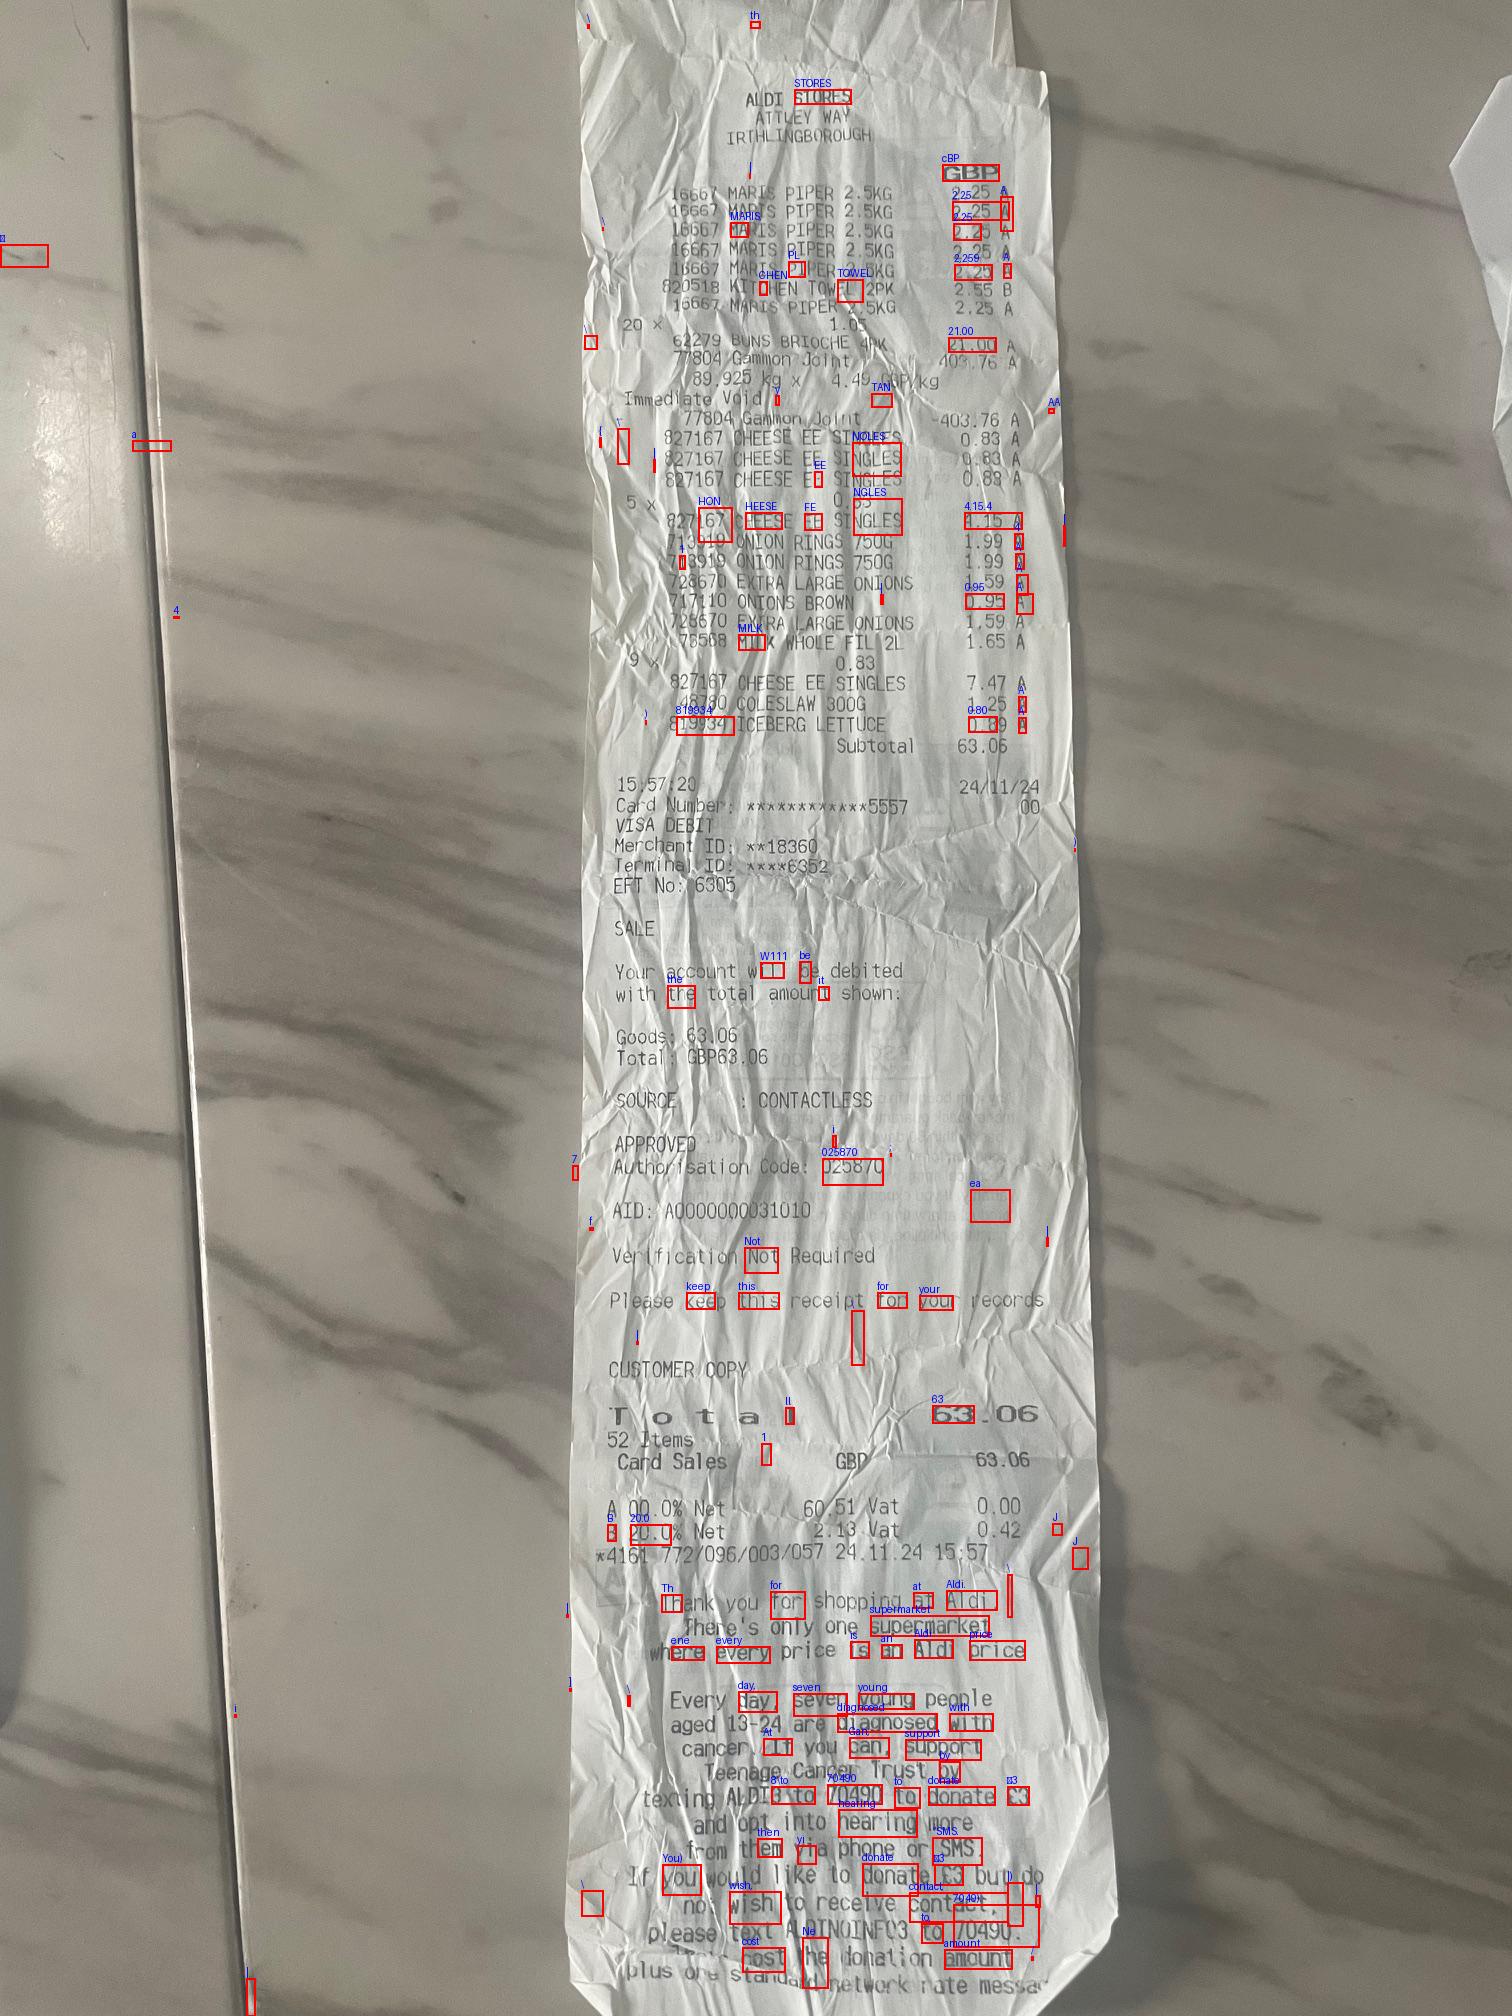 ALDI STORES
ATTLEY WAY
IRTHLINGBOROUGH
GBP
16667 MARIS PIPER 2.5KG 2.25 A
16667 MARIS PIPER 2.5KG 2.25 A
16667 MARIS PIPER 2.5KG 2.25 A
16667 MARIS PIPER 2.5KG
16667 MARIS PIPER 2.5KG 2.25 A
820518 KITCHEN TOWEL 2PK 2.55 B
16667 MARIS PIPER 2.5KG 2.25 A
20 x 1.05
62279 BUNS BRIOCHE 4PK 21.00 A
77804 Gammon Joint 403.76 A
89.925 kg x 4.49 GBP/kg
Immediate Void
77804 Gammon Joint -403.76 A
827167 CHEESE EE SINGLES 0.83 A
827167 CHEESE EE SINGLES 0.83 A
827167 CHEESE EE SINGLES 0.83 A
5 x 0.83
827167 CHEESE EE SINGLES 4.15 A
713919 ONION RINGS 750G 1.99 A
713919 ONION RINGS 750G 1.99 A
728670 EXTRA LARGE ONIONS 1.59 A
717110 ONIONS BROWN 0.95 A
728670 EXTRA LARGE ONIONS 1.59 A
MILK WHOLE FIL 2L 1.65 A
9 x 0.83
827167 CHEESE EE SINGLES 7.47 A
48780 COLESLAW 300G 1.25 A
819934 ICEBERG LETTUCE 0.89 A
Subtotal 63.06
15:57:20 24/11/24
Card Number: ************5557 00
VISA DEBIT
Merchant ID: **18360
Terminal ID: ****6352
EFT No: 6305
SALE
Your account will be debited
with the total amount shown:
Goods: 63.06
Total: GBP63.06
SOURCE : CONTACTLESS
APPROVED
Authorisation Code: 025870
AID: A0000000031010
Verification Not Required
Please keep this receipt for your records
CUSTOMER COPY
Total 63.06
52 Items
Card Sales GBP 63.06
A 00.0% Net 60.51 Vat 0.00
B 20.0% Net 2.13 Vat 0.42
*4161 772/096/003/057 24.11.24 15:57
Thank you for shopping at Aldi.
There's only one supermarket
where every price is an Aldi price
Every day, seven young people
aged 13-24 are diagnosed with
cancer. If you can, support
Teenage Cancer Trust by
texting ALDI3 to 70490 to donate £3
and opt into hearing more
from them via phone or SMS.
If you would like to donate £3 but do
not wish to receive contact,
please text ALDINOINFO3 to 70490.
cost the donation amount
plus one standard network rate messa